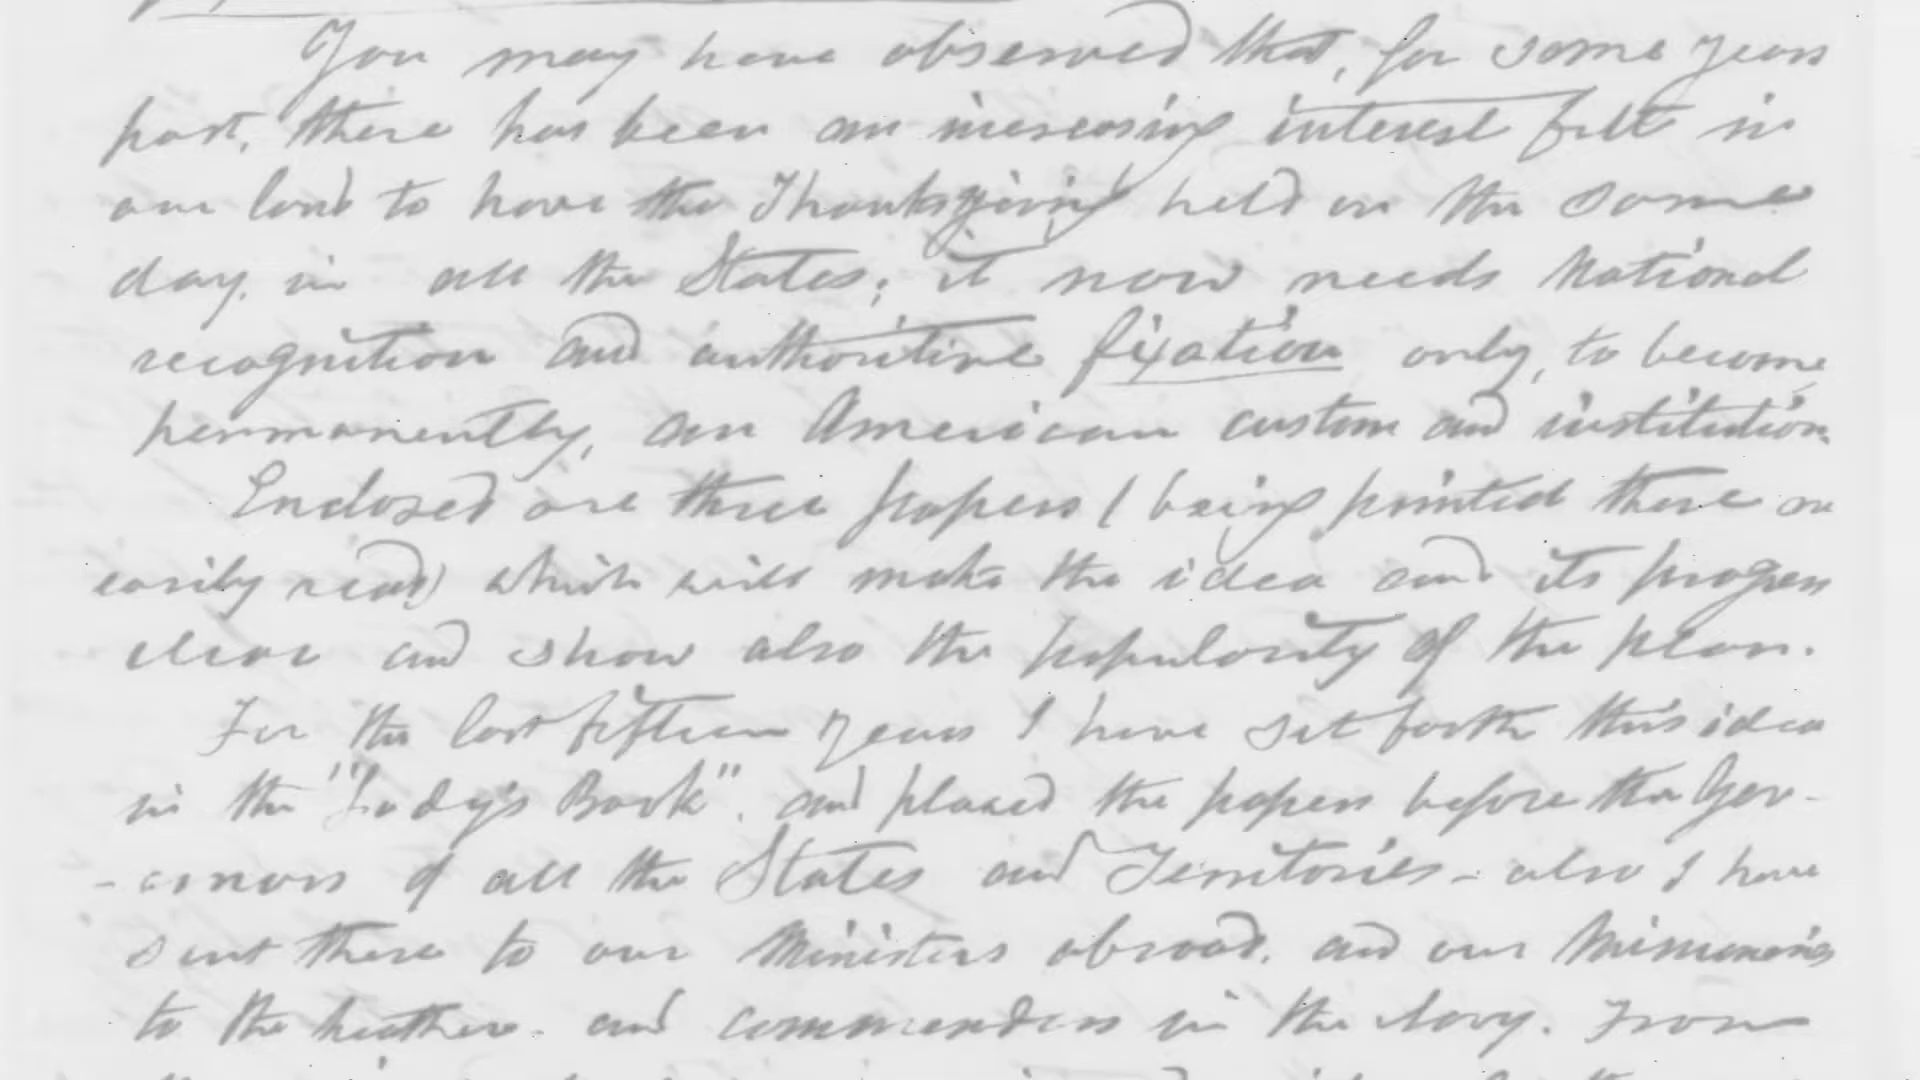 You may have observed that, for some years
past, there has been an increasing interest felt in
our land to have the Thanksgiving held on the same
day, in all the States; it now needs National
recognition and authoritive fixation only, to become
permanently, an American custom and institution.
Enclosed are three papers (being printed these are
easily read) which will make the idea and its progress
clear and show also the popularity of the plan.
For the last fifteen years I have set forth this idea
in the "Lady's Book", and placed the papers before the Gov-
-ernors of all the States and Territories - also I have
sent these to our Ministers abroad, and our Missionaries
to the heathen - and commanders in the Navy. From